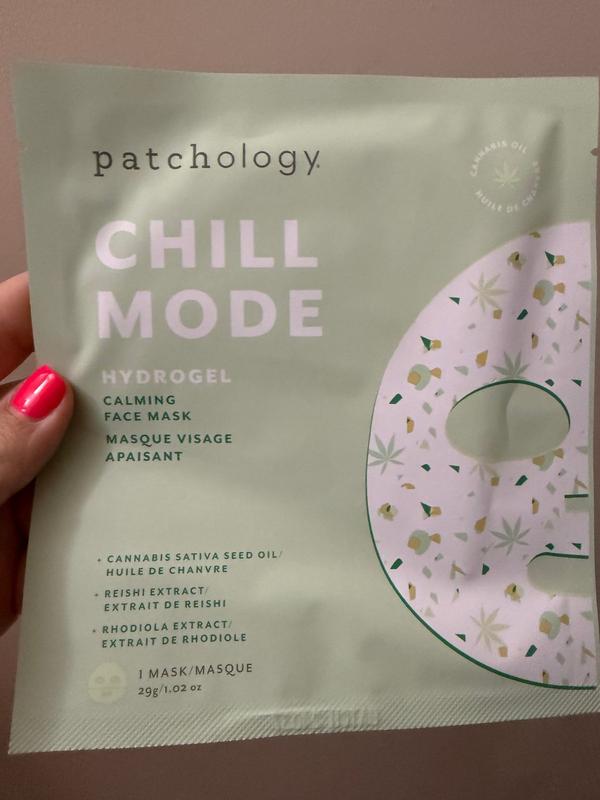 patchology.
CANNABIS OIL
HUILE DE CHANVRE
CHILL
MODE
HYDROGEL
CALMING
FACE MASK
MASQUE VISAGE
APAISANT
+ CANNABIS SATIVA SEED OIL/
HUILE DE CHANVRE
+ REISHI EXTRACT/
EXTRAIT DE REISHI
+ RHODIOLA EXTRACT/
EXTRAIT DE RHODIOLE
1 MASK/MASQUE
29g/1.02 oz